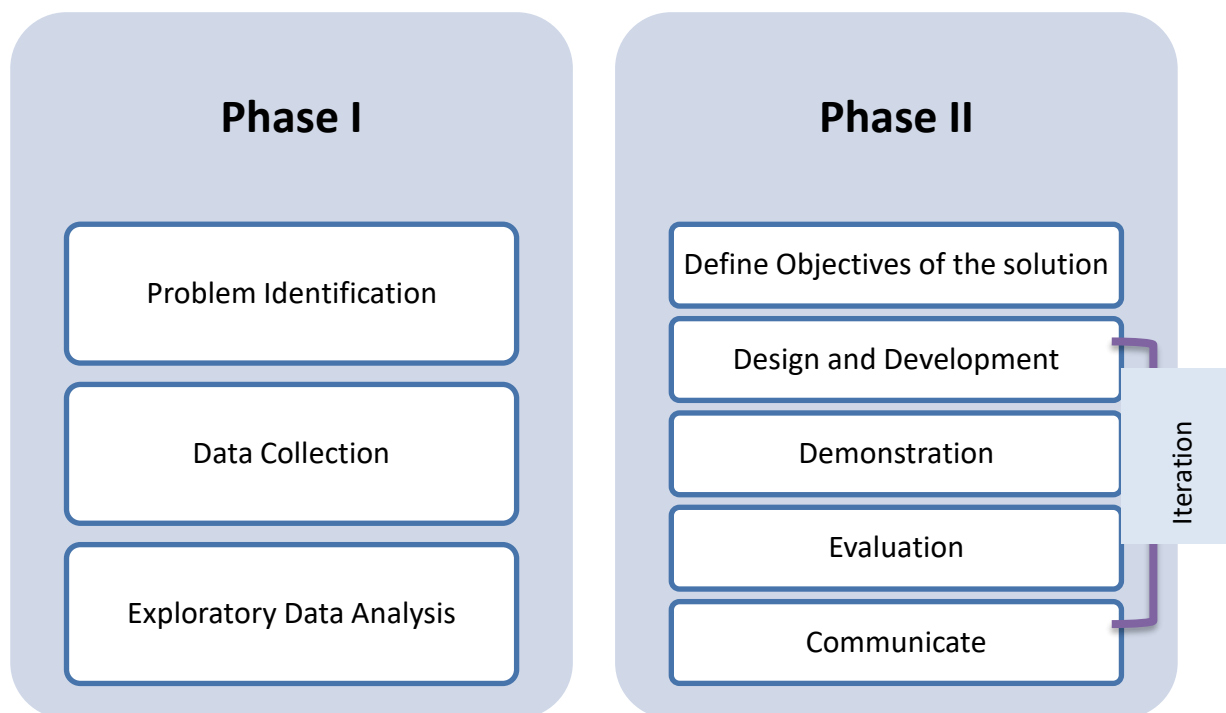 Phase I
Problem Identification
Data Collection
Exploratory Data Analysis
Phase II
Define Objectives of the solution
Design and Development
Demonstration
Evaluation
Communicate
Iteration